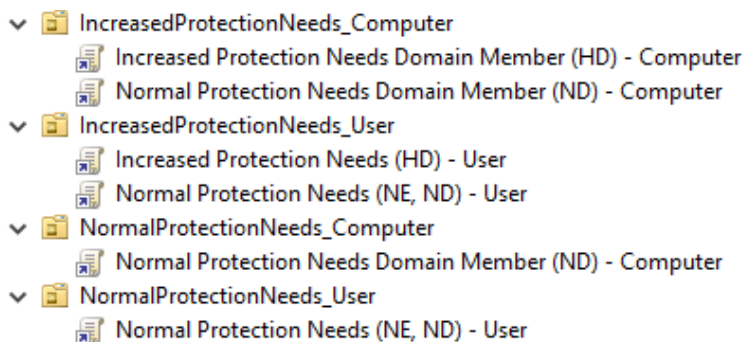 IncreasedProtectionNeeds_Computer
Increased Protection Needs Domain Member (HD) - Computer
Normal Protection Needs Domain Member (ND) - Computer
IncreasedProtectionNeeds_User
Increased Protection Needs (HD) - User
Normal Protection Needs (NE, ND) - User
NormalProtectionNeeds_Computer
Normal Protection Needs Domain Member (ND) - Computer
NormalProtectionNeeds_User
Normal Protection Needs (NE, ND) - User